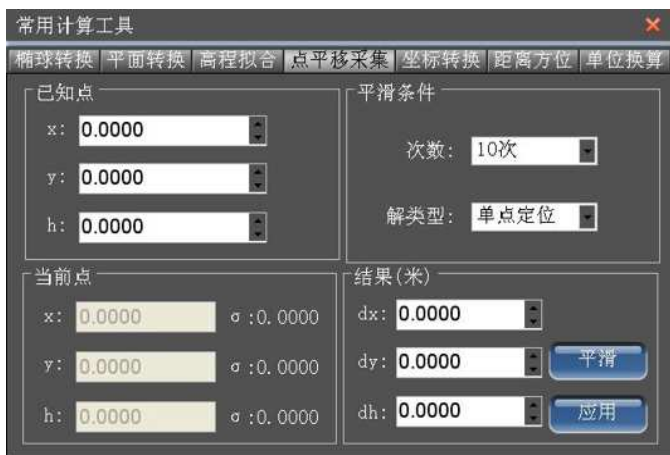 常用计算工具
椭球转换 平面转换 高程拟合 点平移采集 坐标转换 距离方位 单位换算
已知点
x: 0.0000
y: 0.0000
h: 0.0000
平滑条件
次数: 10次
解类型: 单点定位
当前点
x: 0.0000 σ:0.0000
y: 0.0000 σ:0.0000
h: 0.0000 σ:0.0000
结果(米)
dx: 0.0000
dy: 0.0000 平滑
dh: 0.0000 应用